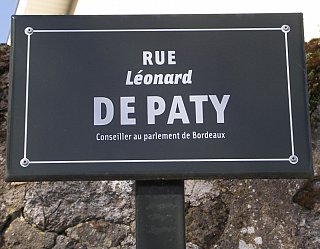 RUE
Léonard
DE PATY
Conseiller au parlement de Bordeaux